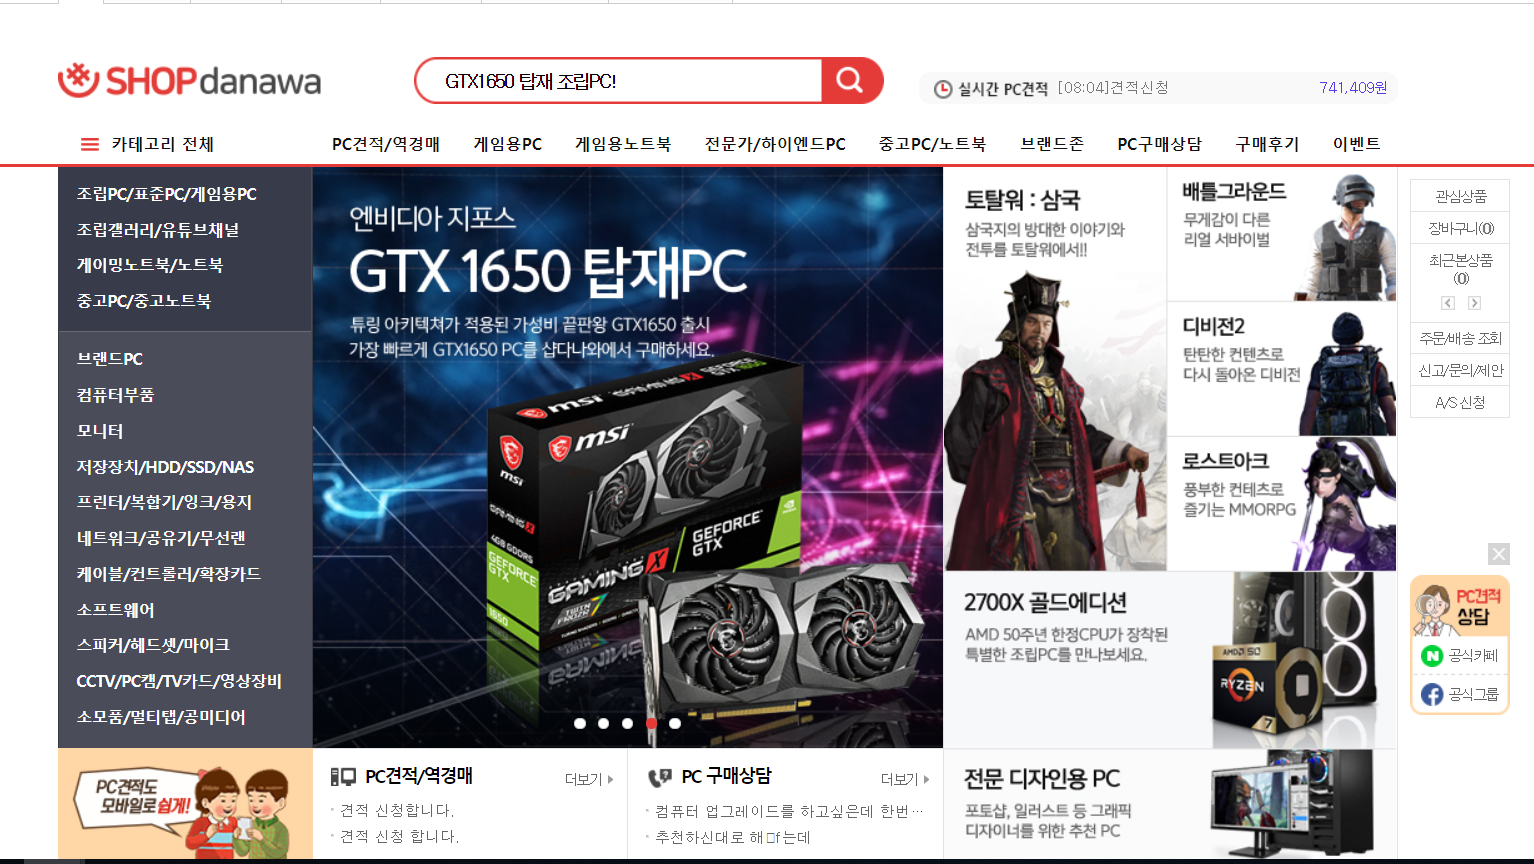 SHOPdanawa
GTX1650 탑재 조립PC!
실시간 PC견적
[08:04]견적신청
741,409원
카테고리 전체
PC견적/역경매
게임용PC
게임용노트북
전문가/하이엔드PC
중고PC/노트북
브랜드존
PC구매상담
구매후기
이벤트
조립PC/표준PC/게임용PC
조립갤러리/유튜브채널
게이밍노트북/노트북
중고PC/중고노트북
브랜드PC
컴퓨터부품
모니터
저장장치/HDD/SSD/NAS
프린터/복합기/잉크/용지
네트워크/공유기/무선랜
케이블/컨트롤러/확장카드
소프트웨어
스피커/헤드셋/마이크
CCTV/PC캠/TV카드/영상장비
소모품/멀티탭/공미디어
엔비디아 지포스
GTX 1650 탑재PC
튜링 아키텍쳐가 적용된 가성비 끝판왕 GTX1650 출시
가장 빠르게 GTX1650 PC를 샵다나와에서 구매하세요.
msi
msi
msi
GAMING X
4GB GDDR5
GEFORCE
GTX
1650
GEFORCE
GTX
GAMING X
TWIN
FROZR
토탈워 : 삼국
삼국지의 방대한 이야기와
전투를 토탈워에서!!
배틀그라운드
무게감이 다른
리얼 서바이벌
디비전2
탄탄한 컨텐츠로
다시 돌아온 디비전
로스트아크
풍부한 컨테츠로
즐기는 MMORPG
2700X 골드에디션
AMD 50주년 한정CPU가 장착된
특별한 조립PC를 만나보세요.
AMD 50
RYZEN
7
전문 디자인용 PC
포토샵, 일러스트 등 그래픽
디자이너를 위한 추천 PC
관심상품
장바구니(0)
최근본상품
(0)
주문/배송 조회
신고/문의/제안
A/S 신청
PC견적
상담
N 공식카페
f 공식그룹
PC견적도
모바일로 쉽게!
PC견적/역경매
더보기
견적 신청합니다.
견적 신청 합니다.
PC 구매상담
더보기
컴퓨터 업그레이드를 하고싶은데 한번…
추천하신대로 해□f는데